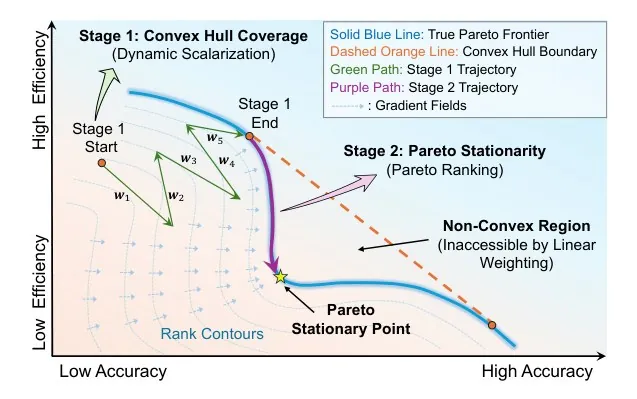 Stage 1: Convex Hull Coverage
(Dynamic Scalarization)
Solid Blue Line: True Pareto Frontier
Dashed Orange Line: Convex Hull Boundary
Green Path: Stage 1 Trajectory
Purple Path: Stage 2 Trajectory
: Gradient Fields
High Efficiency
Stage 1
Start
Stage 1
End
w₁
w₂
w₃
w₄
w₅
Stage 2: Pareto Stationarity
(Pareto Ranking)
Non-Convex Region
(Inaccessible by Linear
Weighting)
Low Efficiency
Pareto
Stationary Point
Rank Contours
Low Accuracy
High Accuracy